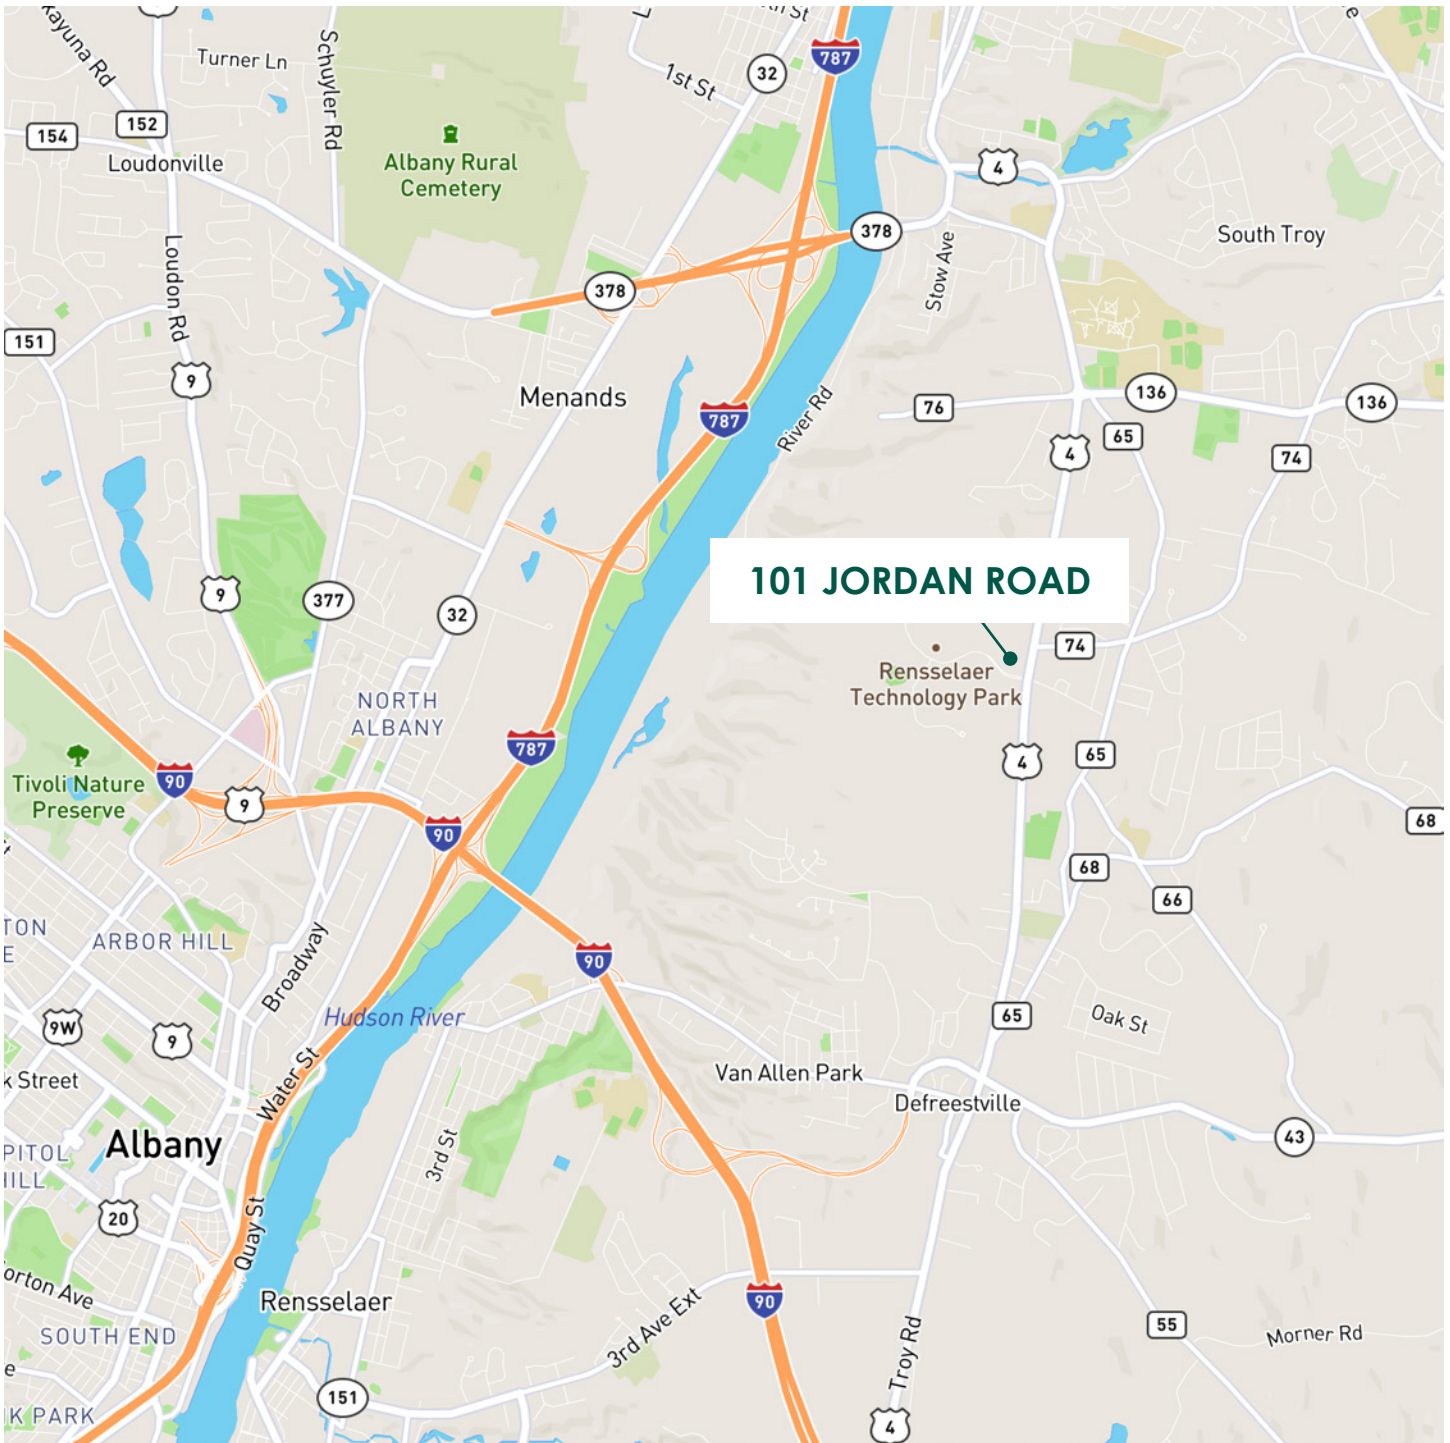 787
1st St
32
Turner Ln
Schuyler Rd
154
152
Loudonville
Albany Rural
Cemetery
4
378
South Troy
Stow Ave
Loudon Rd
378
151
9
Menands
787
River Rd
76
136
136
65
4
74
101 JORDAN ROAD
9
377
32
74
Rensselaer
Technology Park
NORTH
ALBANY
787
65
4
Tivoli Nature
Preserve
90
9
90
68
68
66
ARBOR HILL
Broadway
90
Hudson River
9W
9
65
Oak St
Water St
Street
Van Allen Park
Defreestville
Albany
3rd St
43
20
Quay St
Rensselaer
90
3rd Ave Ext
55
Morner Rd
SOUTH END
Troy Rd
151
PARK
4